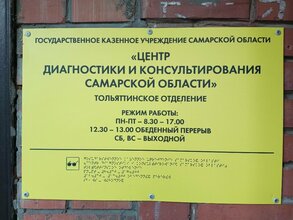 ГОСУДАРСТВЕННОЕ КАЗЕННОЕ УЧРЕЖДЕНИЕ САМАРСКОЙ ОБЛАСТИ
«ЦЕНТР
ДИАГНОСТИКИ И КОНСУЛЬТИРОВАНИЯ
САМАРСКОЙ ОБЛАСТИ»
ТОЛЬЯТТИНСКОЕ ОТДЕЛЕНИЕ
РЕЖИМ РАБОТЫ:
ПН-ПТ – 8.30 - 17.00
12.30 – 13.00 ОБЕДЕННЫЙ ПЕРЕРЫВ
СБ, ВС – ВЫХОДНОЙ